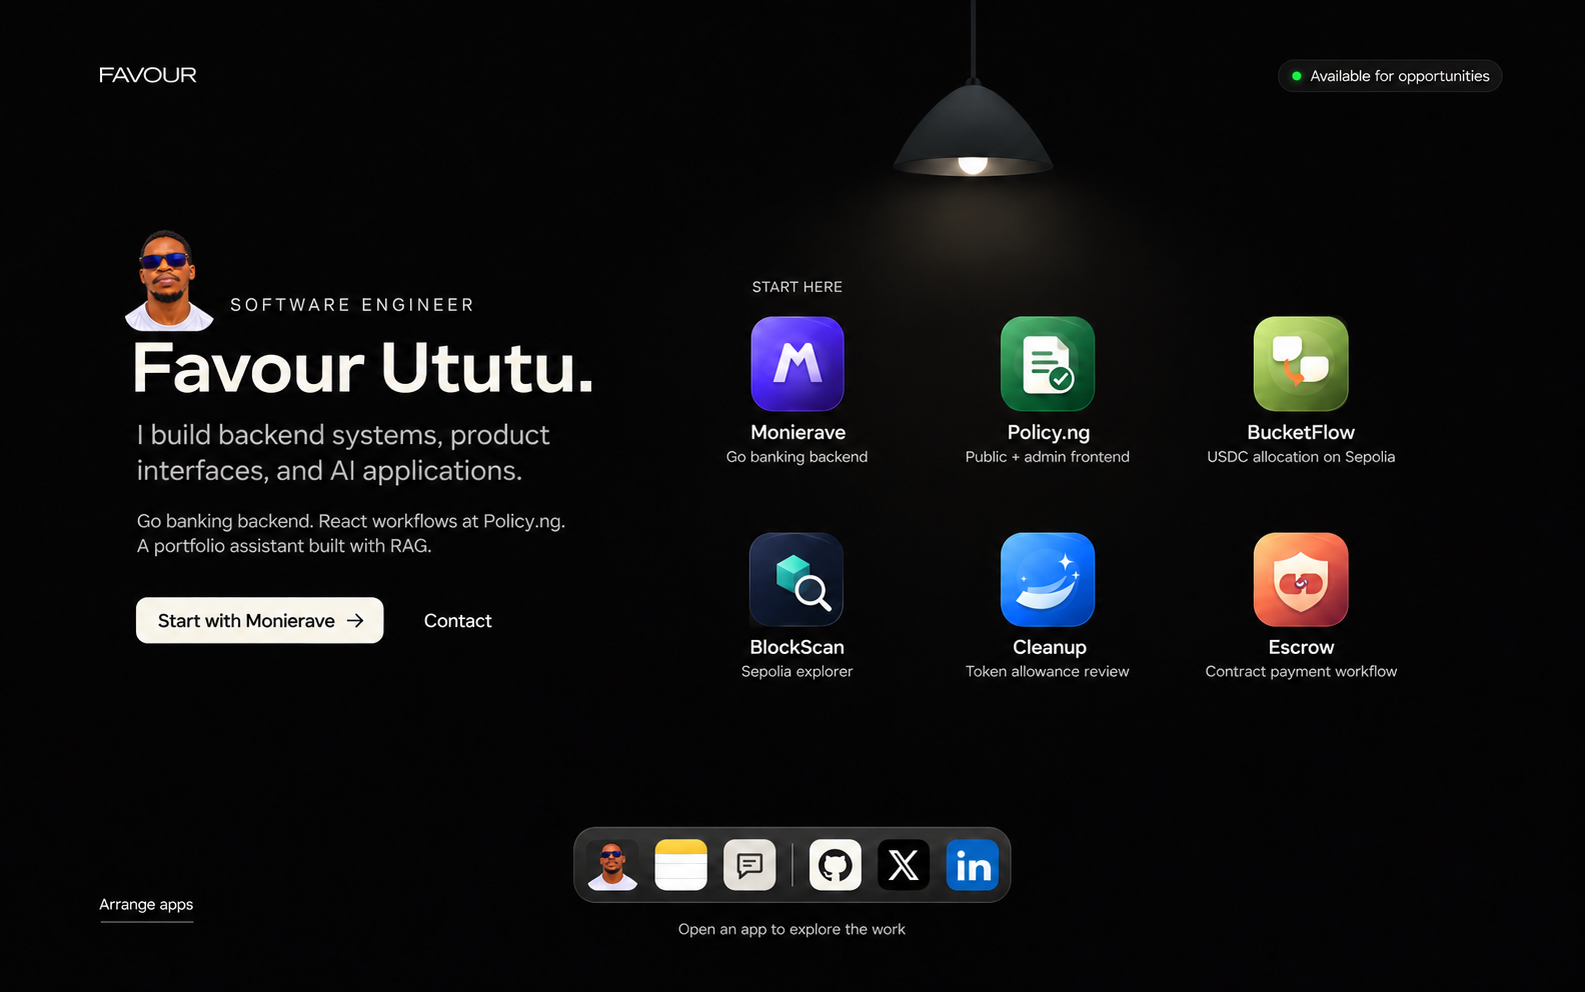 FAVOUR
Available for opportunities
SOFTWARE ENGINEER
Favour Ututu.
I build backend systems, product
interfaces, and AI applications.
Go banking backend. React workflows at Policy.ng.
A portfolio assistant built with RAG.
Start with Monierave →
Contact
START HERE
M
Monierave
Go banking backend
Policy.ng
Public + admin frontend
BucketFlow
USDC allocation on Sepolia
BlockScan
Sepolia explorer
Cleanup
Token allowance review
Escrow
Contract payment workflow
X
in
Arrange apps
Open an app to explore the work